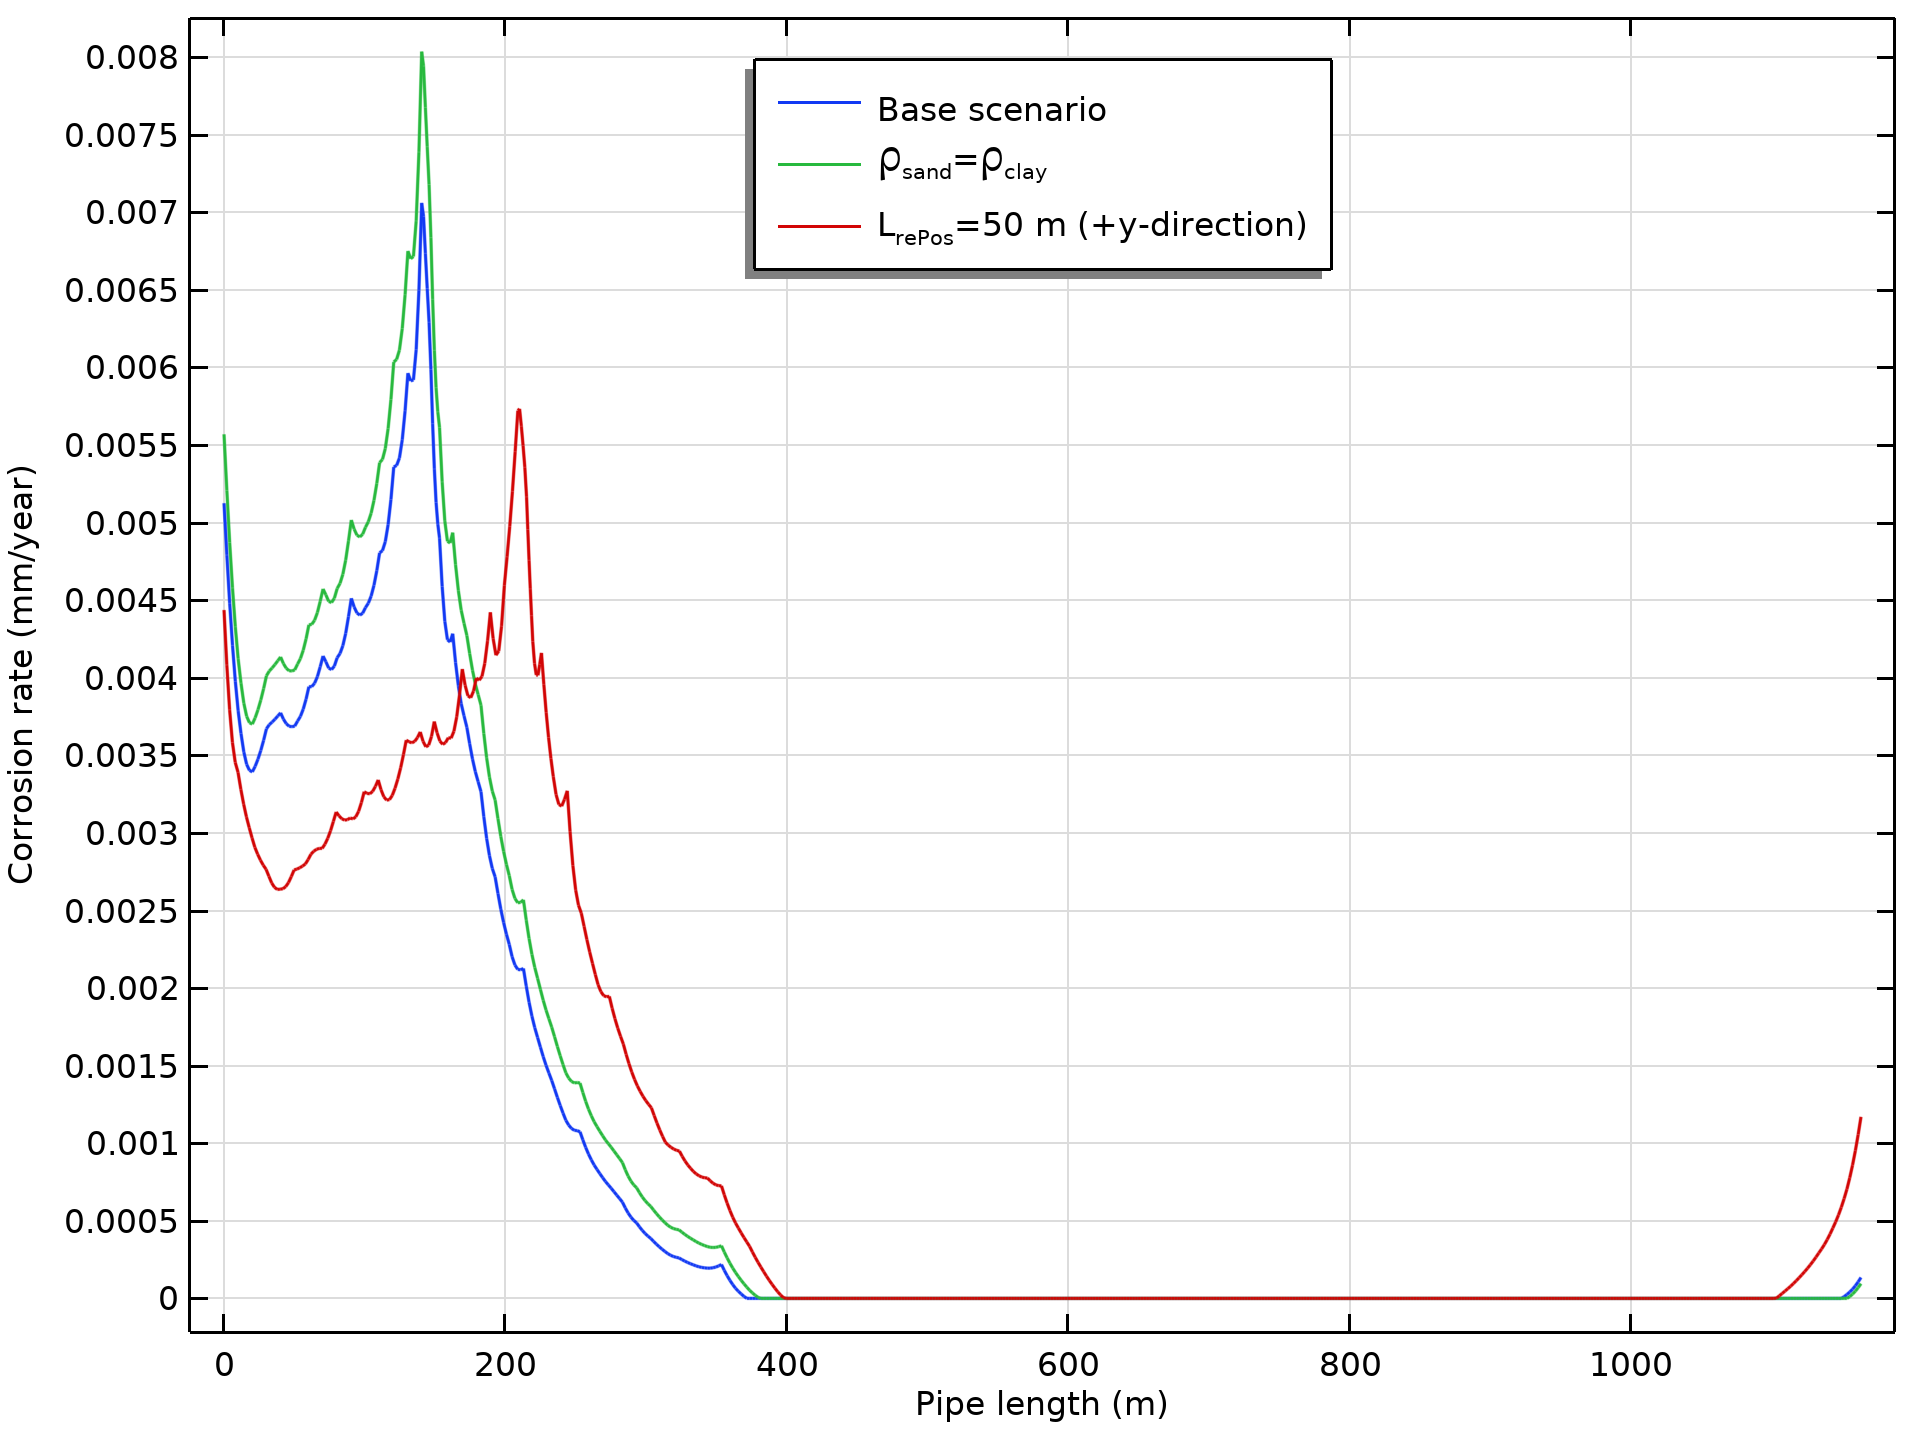 0.008
0.0075
0.007
0.0065
0.006
0.0055
0.005
0.0045
0.004
0.0035
0.003
0.0025
0.002
0.0015
0.001
0.0005
0
Corrosion rate (mm/year)
Base scenario
ρsand=ρclay
LrePos=50 m (+y-direction)
0 200 400 600 800 1000
Pipe length (m)